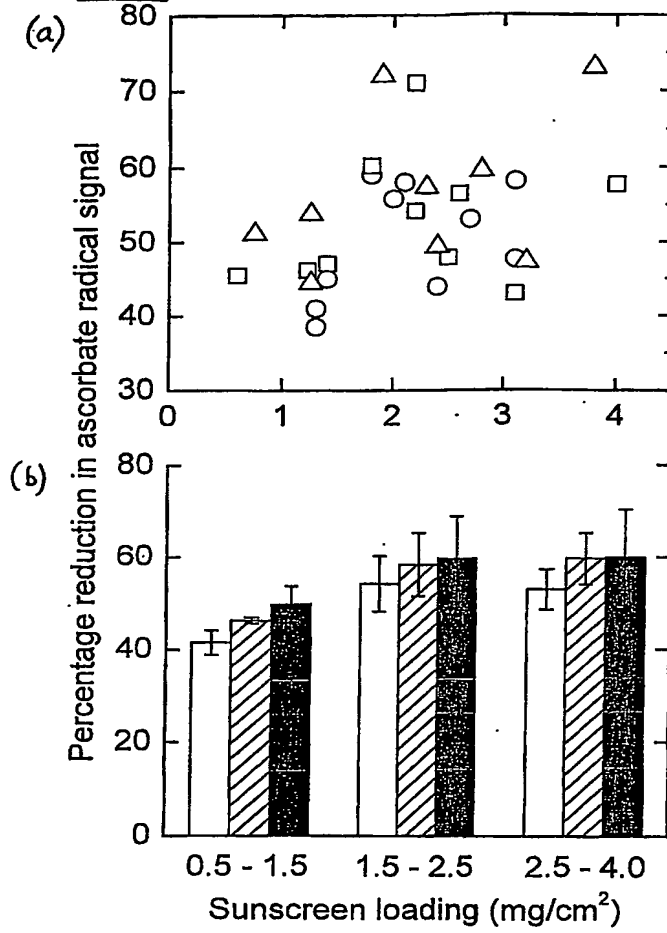 (a)
80
70
60
50
40
30
0 1 2 3 4
Percentage reduction in ascorbate radical signal
(b)
80
60
40
20
0
0.5 - 1.5 1.5 - 2.5 2.5 - 4.0
Sunscreen loading (mg/cm²)